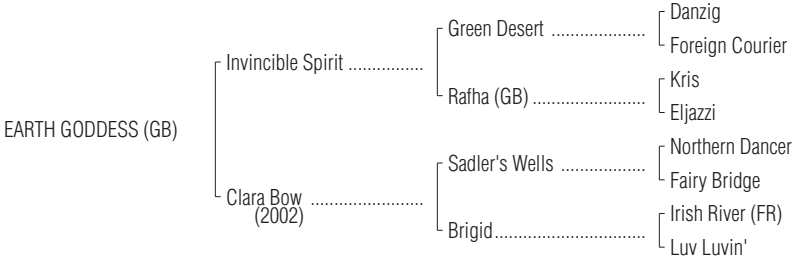 Danzig
Green Desert ....................
Foreign Courier
Invincible Spirit ................
Kris
Rafha (GB) ........................
Eljazzi
EARTH GODDESS (GB)
Northern Dancer
Sadler's Wells ..................
Fairy Bridge
Clara Bow ........................
(2002)
Irish River (FR)
Brigid................................
Luv Luvin'